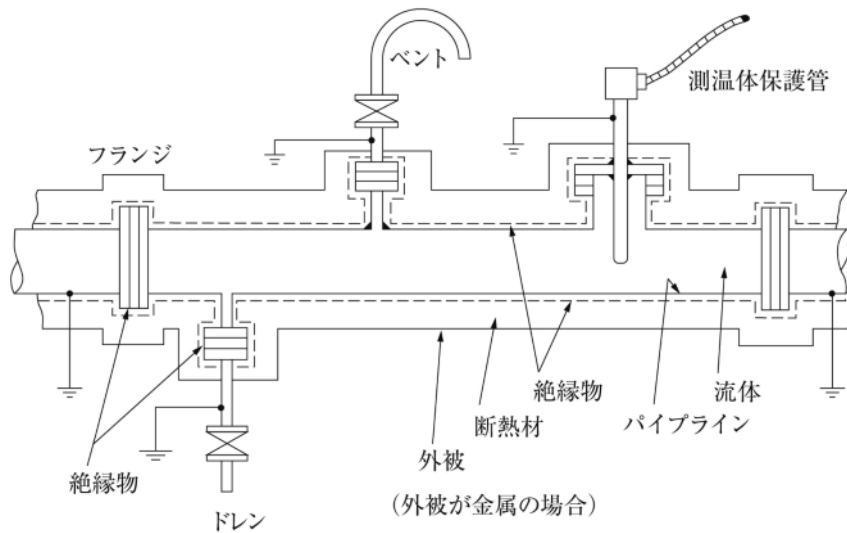 ベント
測温体保護管
フランジ
絶縁物
流体
断熱材
パイプライン
外被
絶縁物
(外被が金属の場合)
ドレン